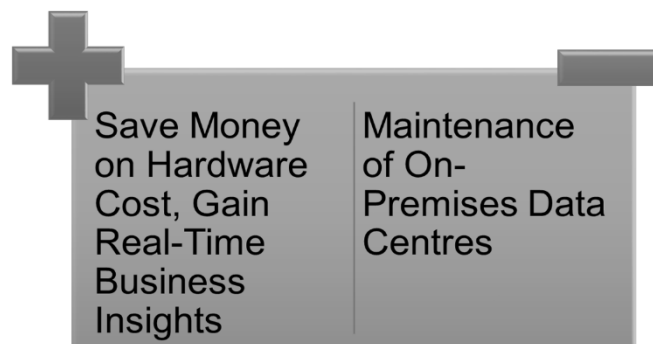 Save Money
on Hardware
Cost, Gain
Real-Time
Business
Insights
Maintenance
of On-
Premises Data
Centres